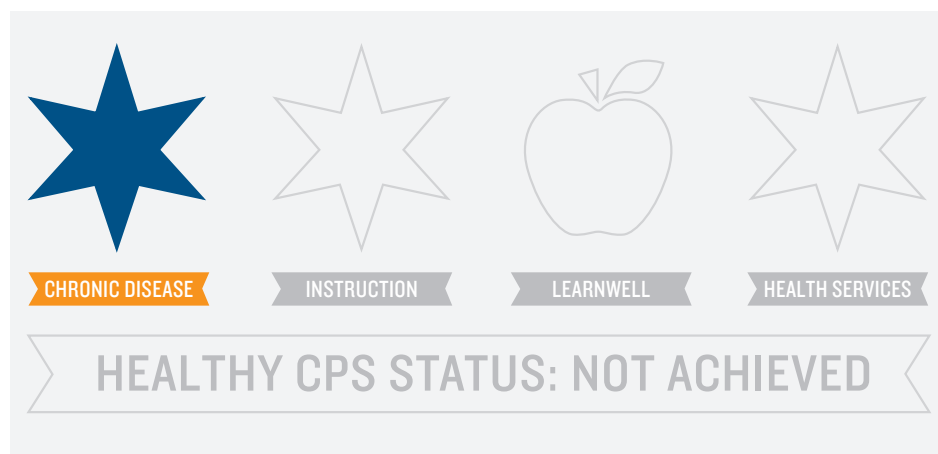 CHRONIC DISEASE
INSTRUCTION
LEARNWELL
HEALTH SERVICES
HEALTHY CPS STATUS: NOT ACHIEVED